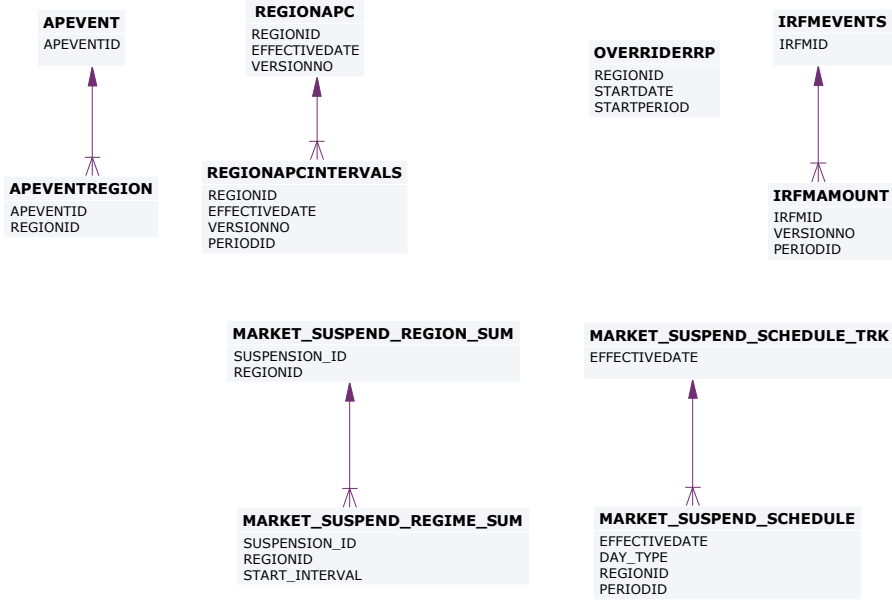 APEVENT
APEVENTID
REGIONAPC
REGIONID
EFFECTIVEDATE
VERSIONNO
OVERRIDERRP
REGIONID
STARTDATE
STARTPERIOD
IRFMEVENTS
IRFMID
APEVENTREGION
APEVENTID
REGIONID
REGIONAPCINTERVALS
REGIONID
EFFECTIVEDATE
VERSIONNO
PERIODID
IRFMAMOUNT
IRFMID
VERSIONNO
PERIODID
MARKET_SUSPEND_REGION_SUM
SUSPENSION_ID
REGIONID
MARKET_SUSPEND_SCHEDULE_TRK
EFFECTIVEDATE
MARKET_SUSPEND_REGIME_SUM
SUSPENSION_ID
REGIONID
START_INTERVAL
MARKET_SUSPEND_SCHEDULE
EFFECTIVEDATE
DAY_TYPE
REGIONID
PERIODID